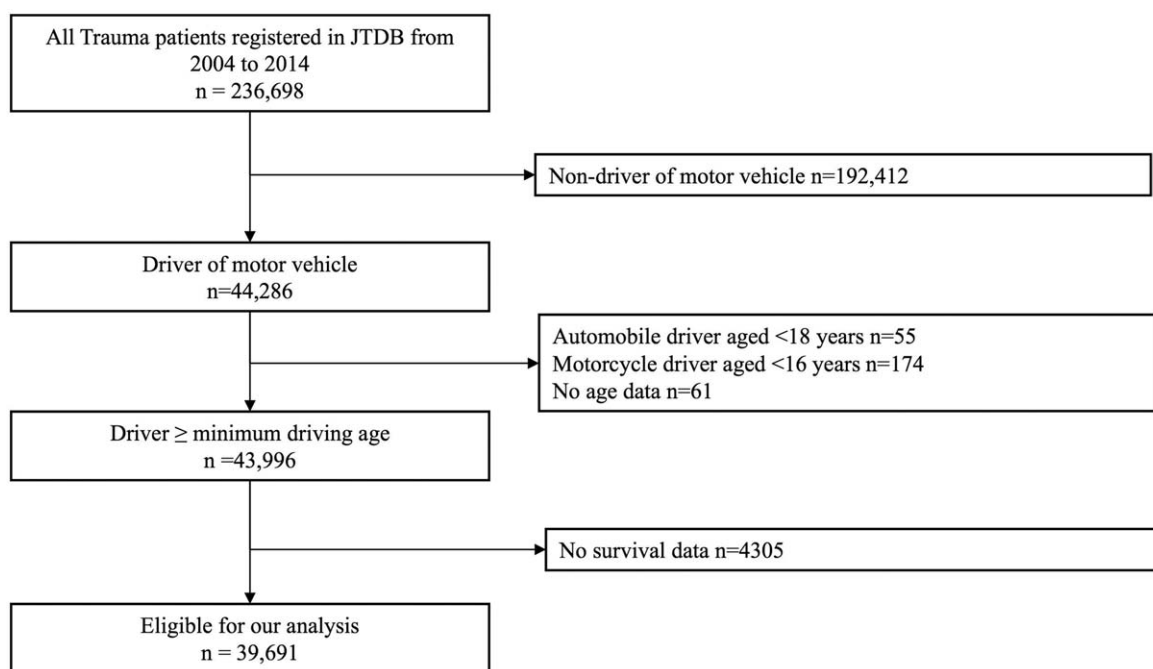 All Trauma patients registered in JTDB from
2004 to 2014
n = 236,698
Non-driver of motor vehicle n=192,412
Driver of motor vehicle
n=44,286
Automobile driver aged <18 years n=55
Motorcycle driver aged <16 years n=174
No age data n=61
Driver ≥ minimum driving age
n =43,996
No survival data n=4305
Eligible for our analysis
n = 39,691